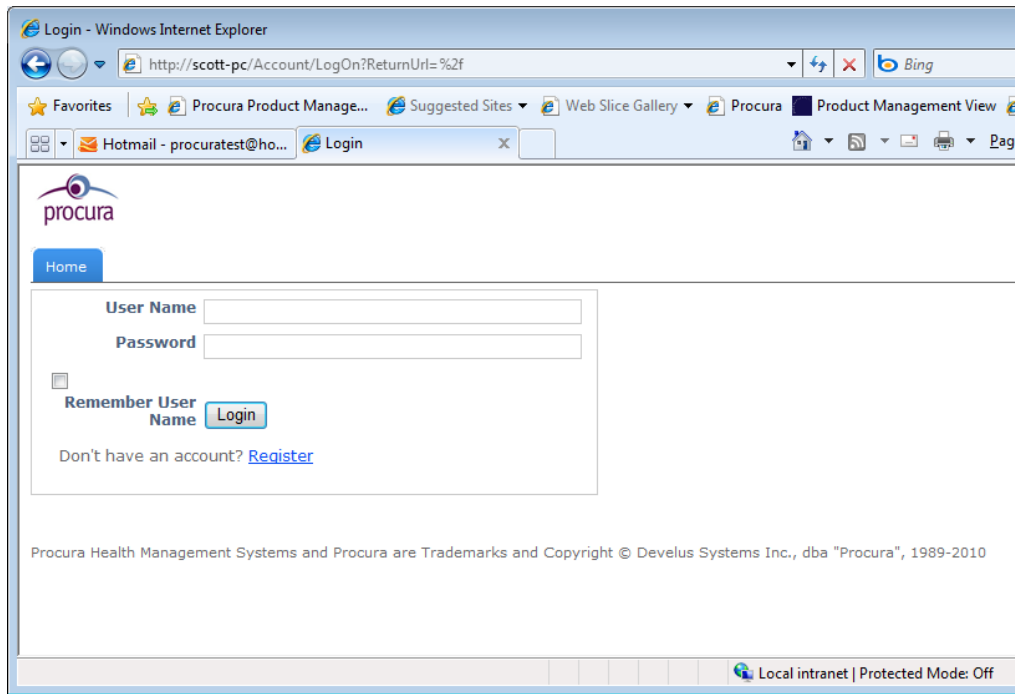 Login - Windows Internet Explorer
http://scott-pc/Account/LogOn?ReturnUrl=%2f
Bing
Favorites Procura Product Manage... Suggested Sites Web Slice Gallery Procura Product Management View
Hotmail - procuratest@ho... Login X Pag
procura
Home
User Name
Password
Remember User
Name Login
Don't have an account? Register
Procura Health Management Systems and Procura are Trademarks and Copyright © Develus Systems Inc., dba "Procura", 1989-2010
Local intranet | Protected Mode: Off